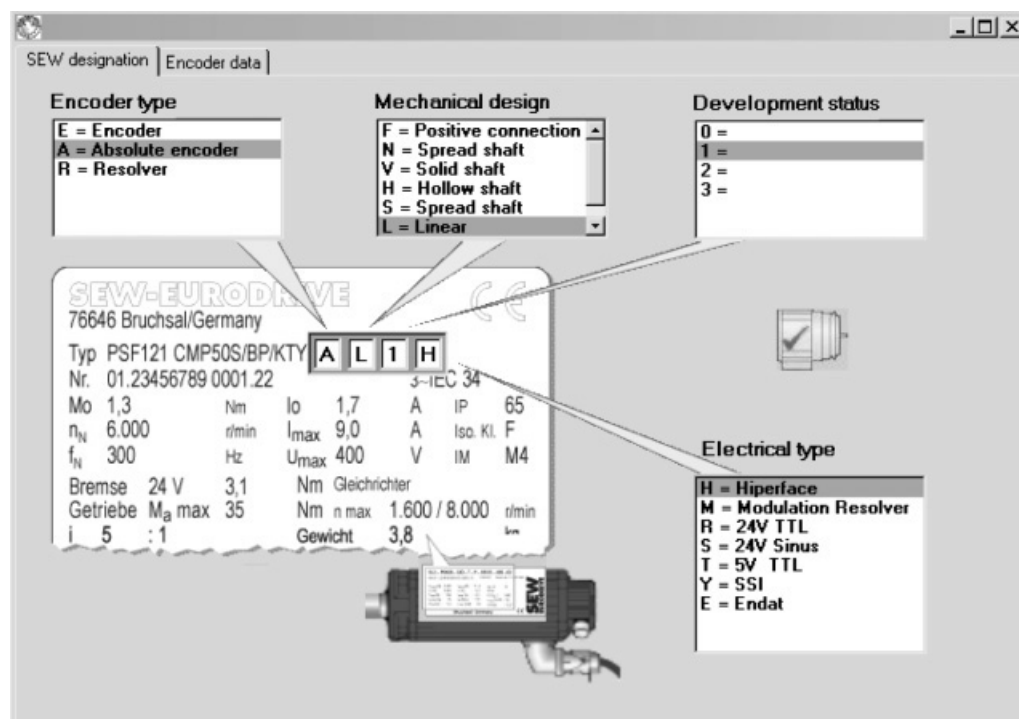 SEW designation
Encoder data
Encoder type
E = Encoder
A = Absolute encoder
R = Resolver
Mechanical design
F = Positive connection
N = Spread shaft
V = Solid shaft
H = Hollow shaft
S = Spread shaft
L = Linear
Development status
0 =
1 =
2 =
3 =
SEW-EURODRIVE CE
76646 Bruchsal/Germany
Typ PSF121 CMP50S/BP/KTY A L 1 H
Nr. 01.23456789 0001.22 3~IEC 34
Mo 1,3 Nm Io 1,7 A IP 65
nN 6.000 r/min Imax 9,0 A Iso. Kl. F
fN 300 Hz Umax 400 V IM M4
Bremse 24 V 3,1 Nm Gleichrichter
Getriebe Ma max 35 Nm n max 1.600 / 8.000 r/min
i 5 :1 Gewicht 3,8
Electrical type
H = Hiperface
M = Modulation Resolver
R = 24V TTL
S = 24V Sinus
T = 5V TTL
Y = SSI
E = Endat
SEW